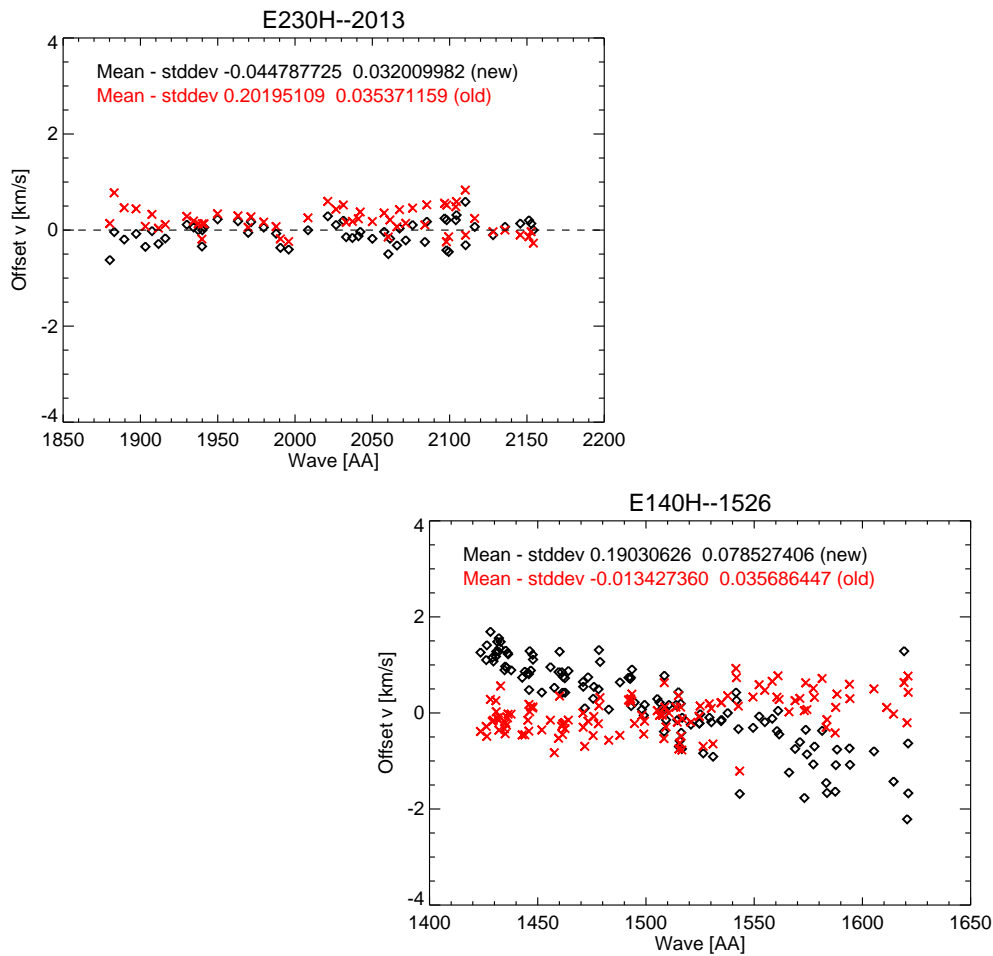 E230H--2013
4
Mean - stddev -0.044787725 0.032009982 (new)
Mean - stddev 0.20195109 0.035371159 (old)
2
Offset v [km/s]
0
-2
-4
1850 1900 1950 2000 2050 2100 2150 2200
Wave [AA]
E140H--1526
4
Mean - stddev 0.19030626 0.078527406 (new)
Mean - stddev -0.013427360 0.035686447 (old)
2
Offset v [km/s]
0
-2
-4
1400 1450 1500 1550 1600 1650
Wave [AA]